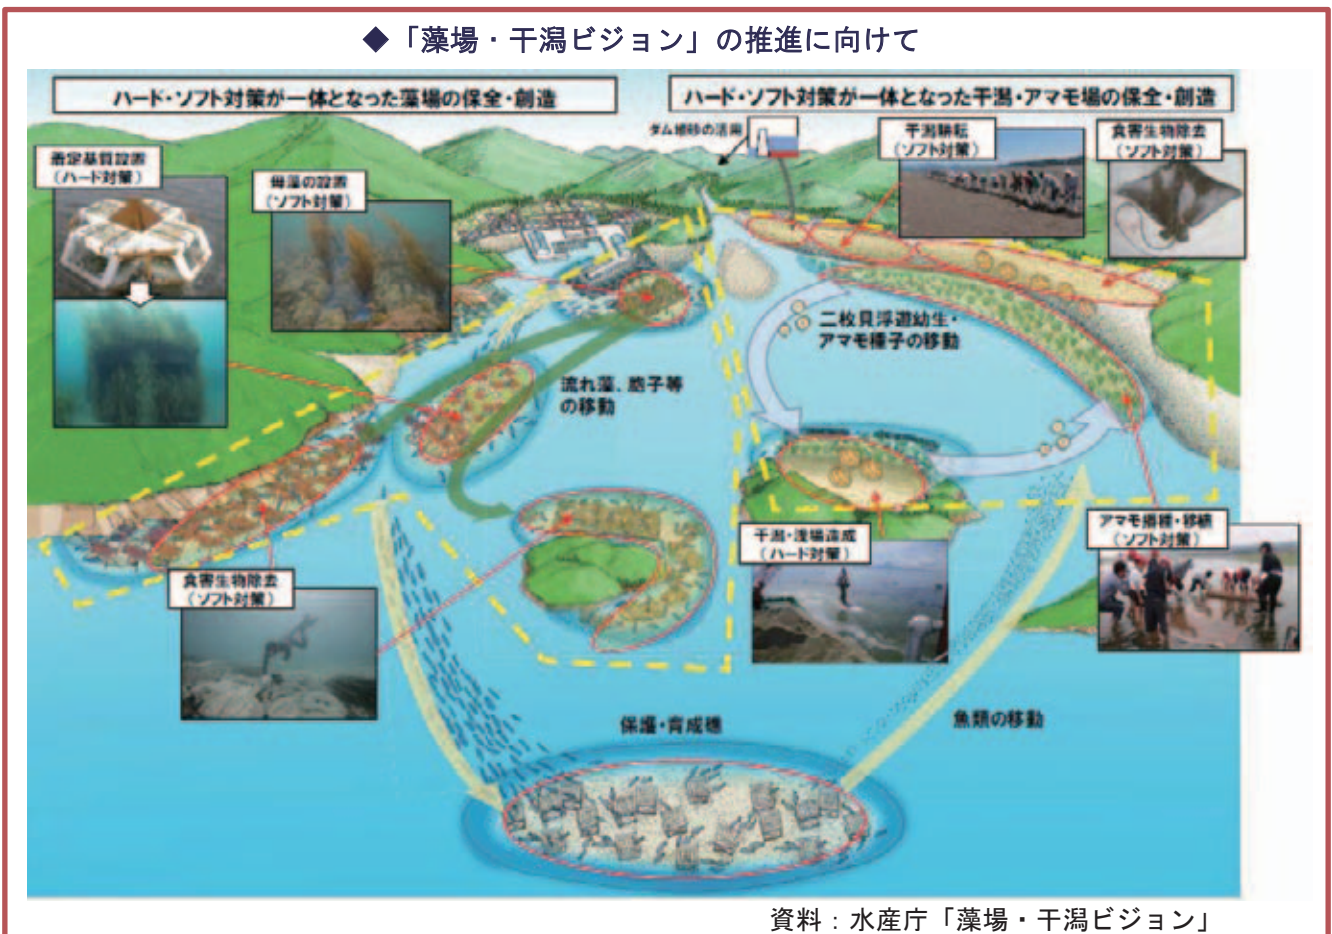 ◆「藻場・干潟ビジョン」の推進に向けて
ハード・ソフト対策が一体となった藻場の保全・創造
ハード・ソフト対策が一体となった干潟・アマモ場の保全・創造
着定基質設置
(ハード対策)
母藻の設置
(ソフト対策)
ダム堆砂の活用
干潟耕耘
(ソフト対策)
食害生物除去
(ソフト対策)
二枚貝浮遊幼生・
アマモ種子の移動
流れ藻、胞子等
の移動
食害生物除去
(ソフト対策)
干潟・浅場造成
(ハード対策)
アマモ播種・移植
(ソフト対策)
保護・育成礁
魚類の移動
資料：水産庁「藻場・干潟ビジョン」